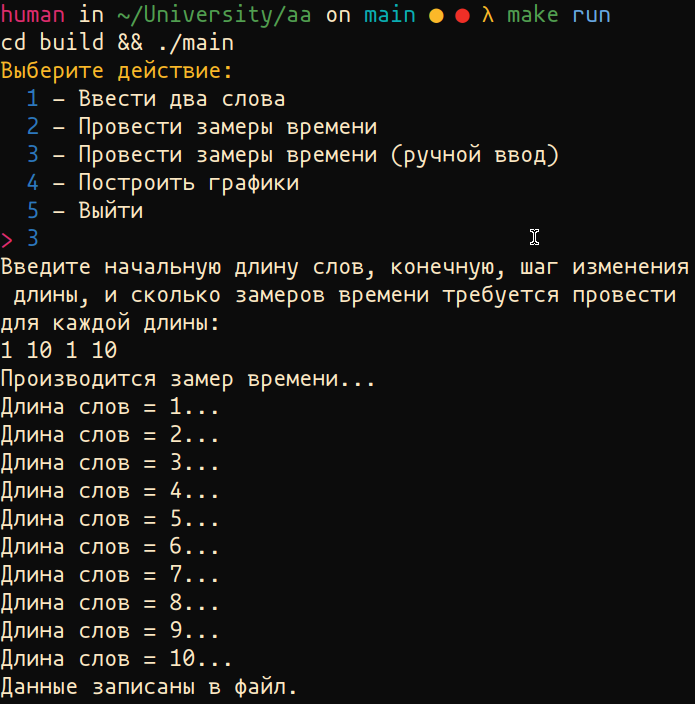 human in ~/University/aa on main ● ● λ make run
cd build && ./main
Выберите действие:
1 - Ввести два слова
2 - Провести замеры времени
3 - Провести замеры времени (ручной ввод)
4 - Построить графики
5 - Выйти
> 3
Введите начальную длину слов, конечную, шаг изменения
длины, и сколько замеров времени требуется провести
для каждой длины:
1 10 1 10
Производится замер времени...
Длина слов = 1...
Длина слов = 2...
Длина слов = 3...
Длина слов = 4...
Длина слов = 5...
Длина слов = 6...
Длина слов = 7...
Длина слов = 8...
Длина слов = 9...
Длина слов = 10...
Данные записаны в файл.